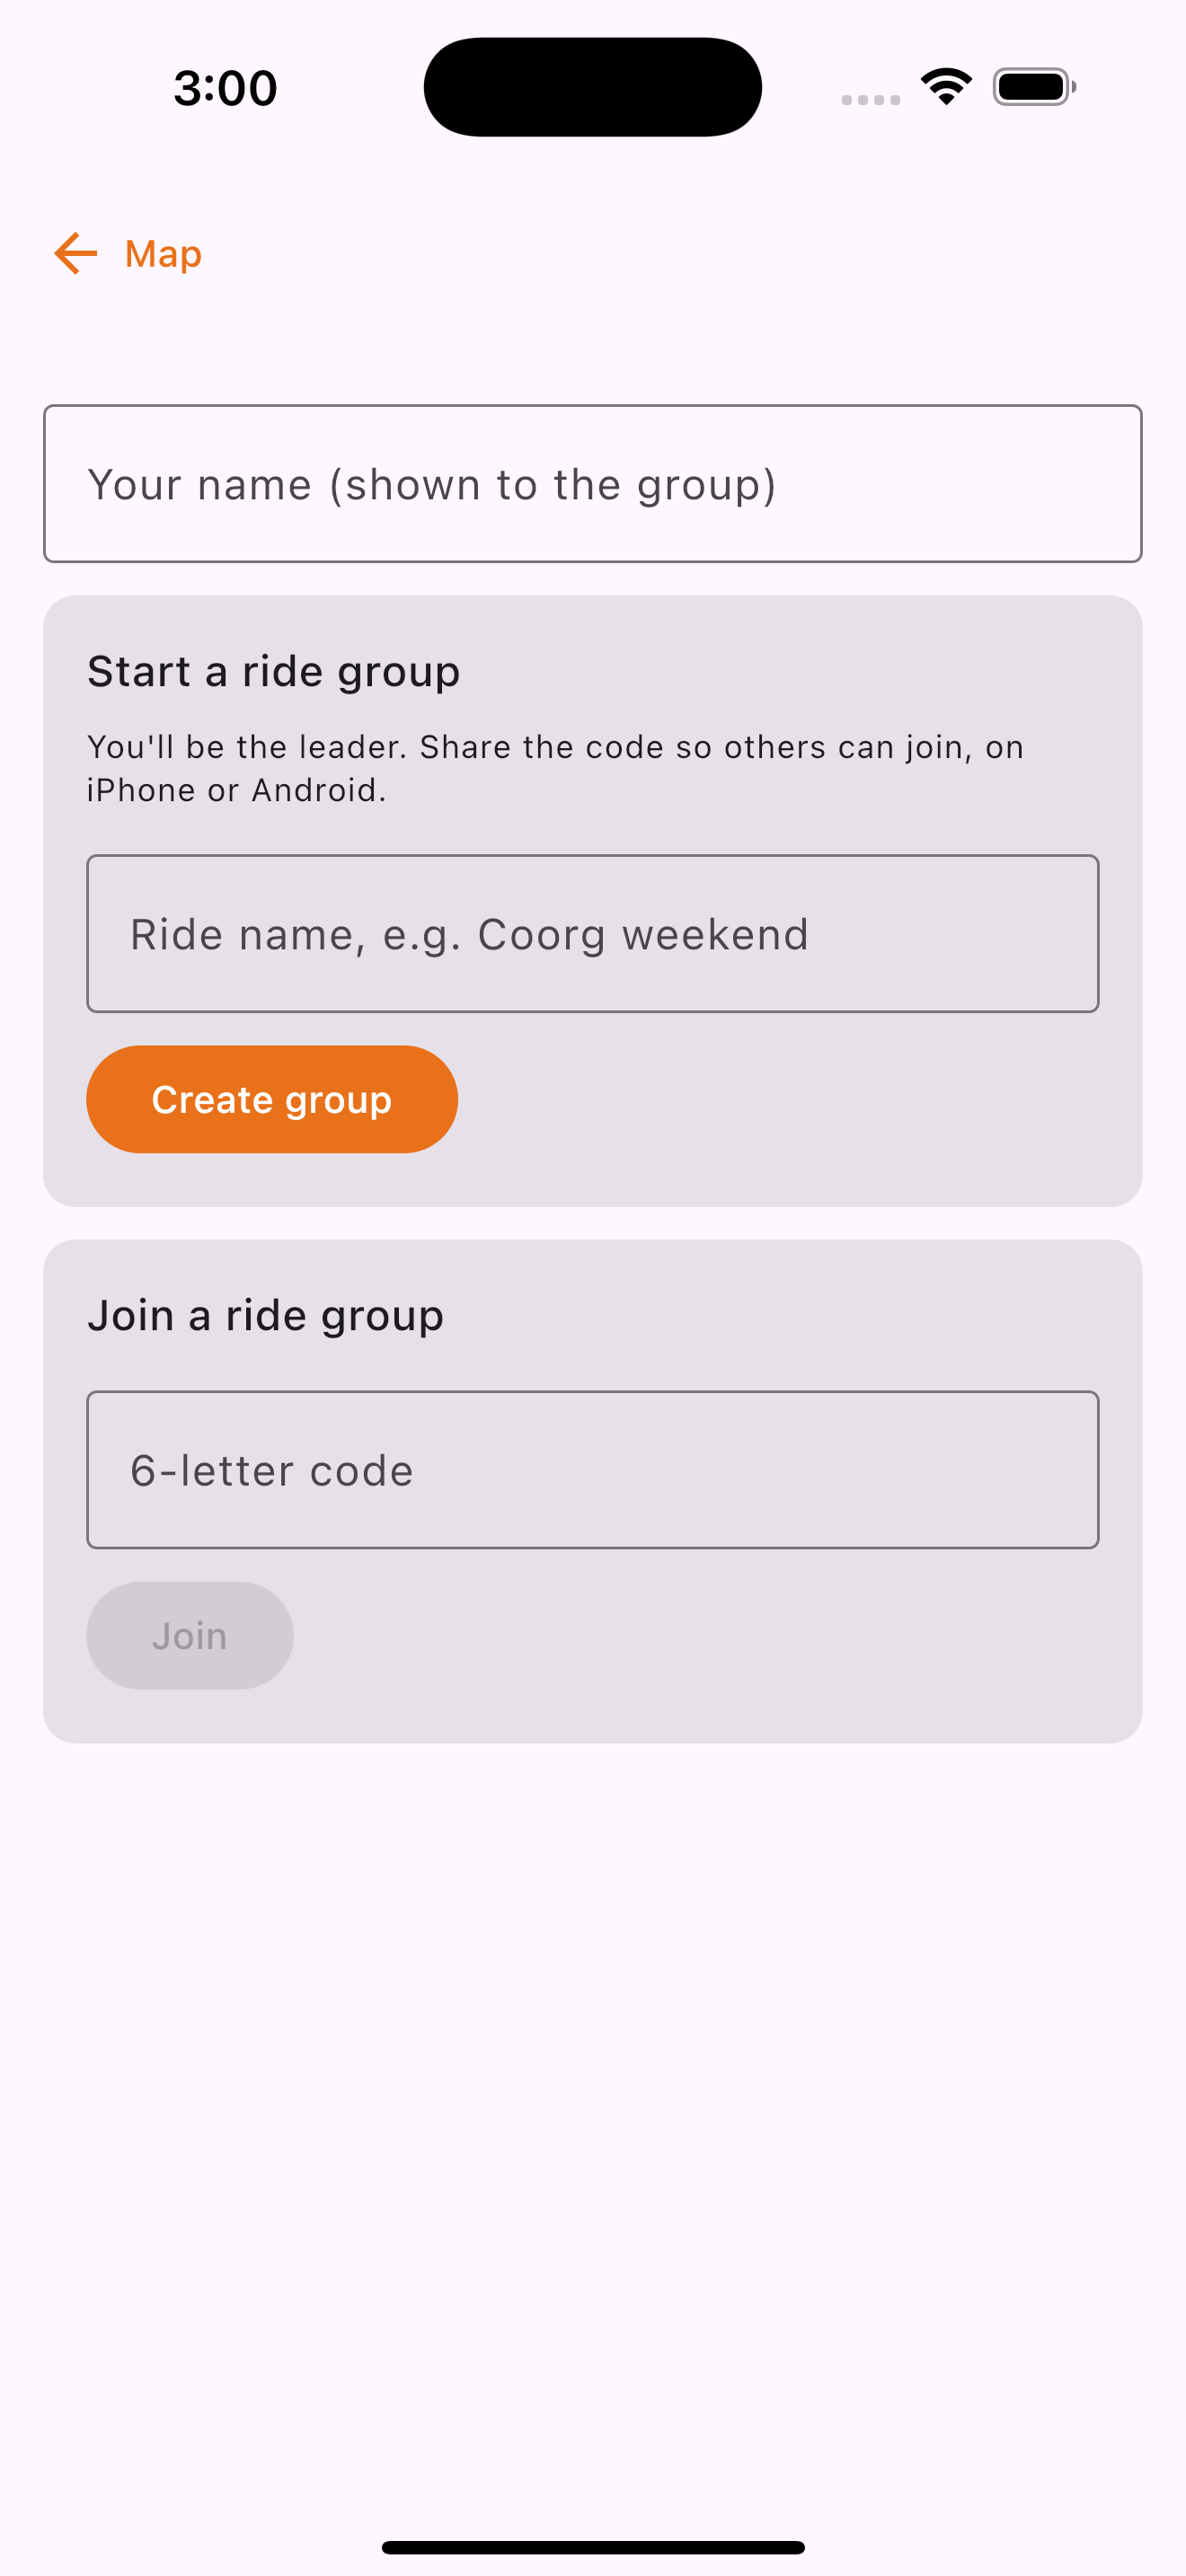 3:00
Map
Your name (shown to the group)
Start a ride group
You'll be the leader. Share the code so others can join, on
iPhone or Android.
Ride name, e.g. Coorg weekend
Create group
Join a ride group
6-letter code
Join